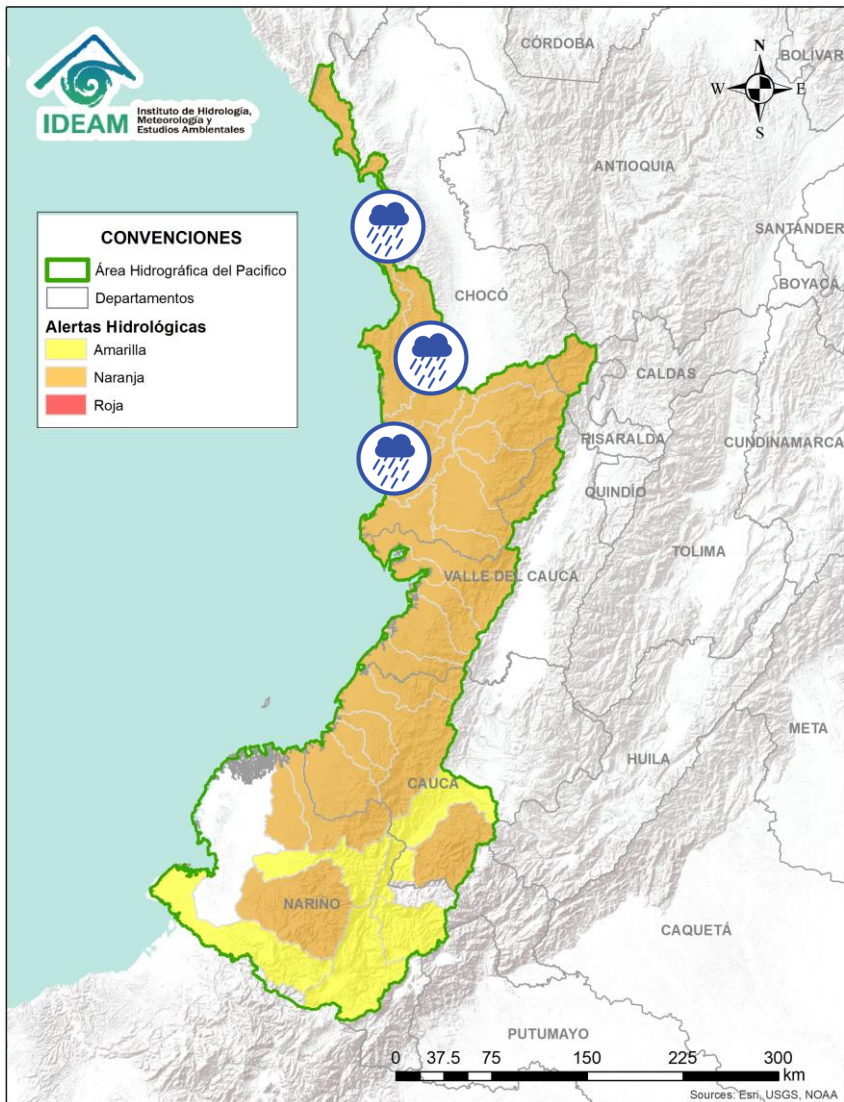 IDEAM
Instituto de Hidrología,
Meteorología y
Estudios Ambientales
N
W
E
S
CÓRDOBA
BOLÍVAR
ANTIOQUIA
SANTANDER
BOYACÁ
CHOCÓ
CALDAS
RISARALDA
CUNDINAMARCA
QUINDÍO
TOLIMA
VALLE DEL CAUCA
META
HUILA
CAUCA
NARIÑO
CAQUETÁ
PUTUMAYO
CONVENCIONES
Área Hidrográfica del Pacifico
Departamentos
Alertas Hidrológicas
Amarilla
Naranja
Roja
0 37.5 75 150 225 300
km
Sources: Esri, USGS, NOAA